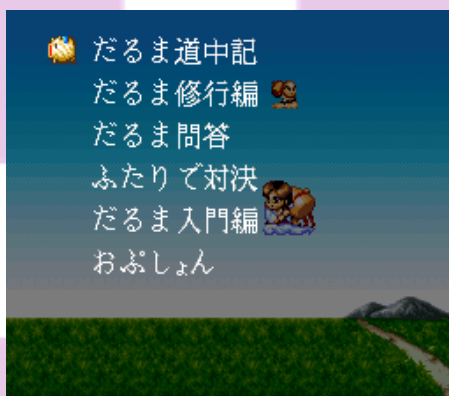 だるま道中記
だるま修行編
だるま問答
ふたりで対決
だるま入門編
おぷしょん